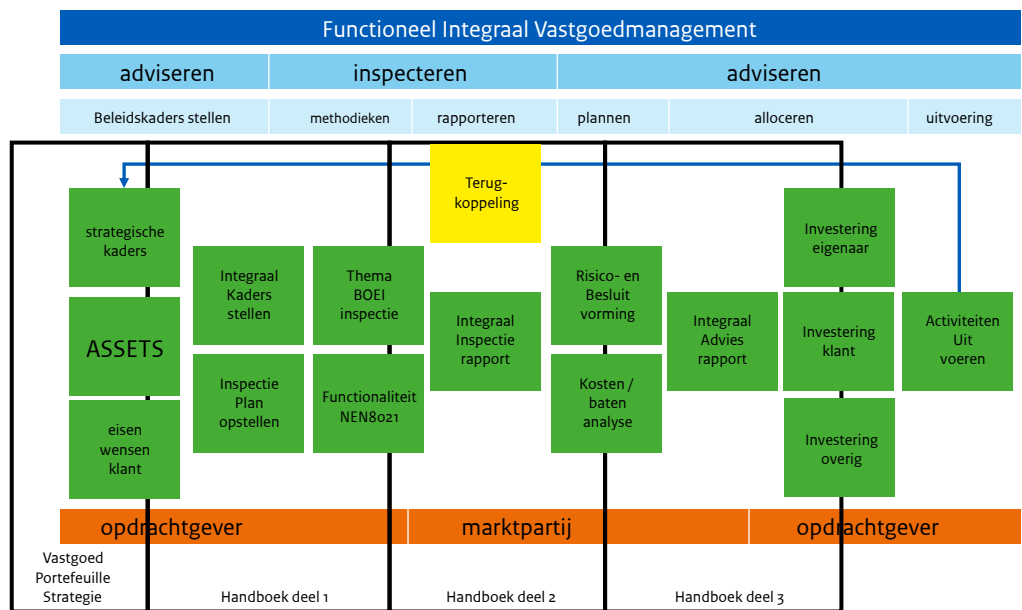 Functioneel Integraal Vastgoedmanagement
adviseren
inspecteren
adviseren
Beleidskaders stellen
methodieken
rapporteren
plannen
alloceren
uitvoering
Terug-
koppeling
strategische
kaders
ASSETS
eisen
wensen
klant
Integraal
Kaders
stellen
Inspectie
Plan
opstellen
Thema
BOEI
inspectie
Functionaliteit
NEN8021
Integraal
Inspectie
rapport
Risico- en
Besluit
vorming
Kosten /
baten
analyse
Integraal
Advies
rapport
Investering
eigenaar
Investering
klant
Investering
overig
Activiteiten
Uit
voeren
opdrachtgever
marktpartij
opdrachtgever
Vastgoed
Portefeuille
Strategie
Handboek deel 1
Handboek deel 2
Handboek deel 3